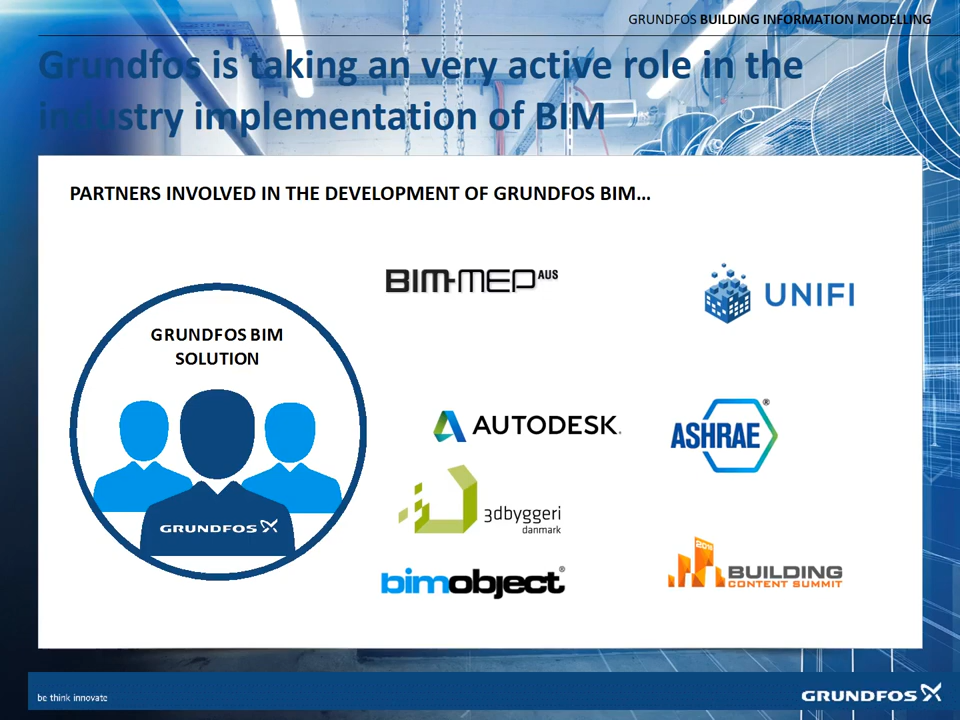 GRUNDFOS BUILDING INFORMATION MODELLING
Grundfos is taking an very active role in the
industry implementation of BIM
PARTNERS INVOLVED IN THE DEVELOPMENT OF GRUNDFOS BIM...
GRUNDFOS BIM
SOLUTION
GRUNDFOS
BIM-MEP AUS
UNIFI
AUTODESK.
ASHRAE®
3dbyggeri
danmark
bimobject®
2011
BUILDING
CONTENT SUMMIT
be think innovate
GRUNDFOS